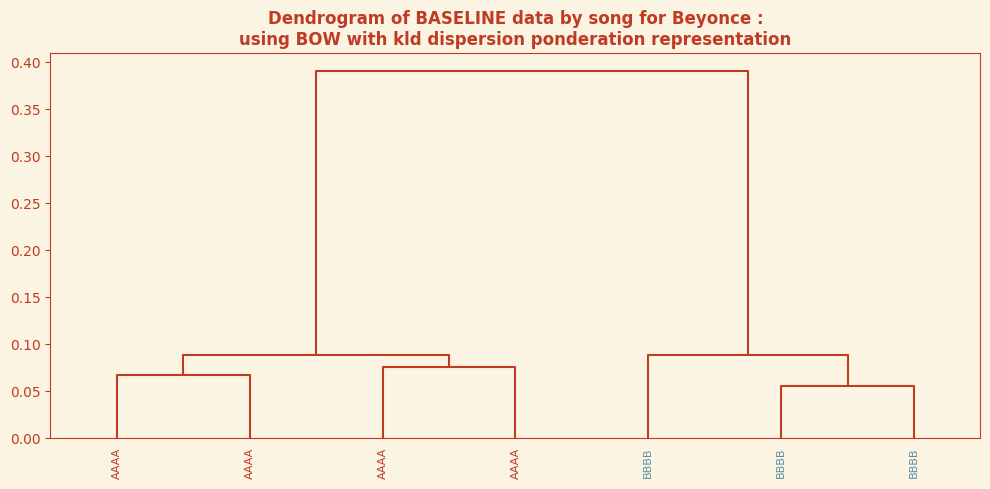 Dendrogram of BASELINE data by song for Beyonce :
using BOW with kld dispersion ponderation representation
0.40
0.35
0.30
0.25
0.20
0.15
0.10
0.05
0.00
AAAA
AAAA
AAAA
AAAA
BBBB
BBBB
BBBB